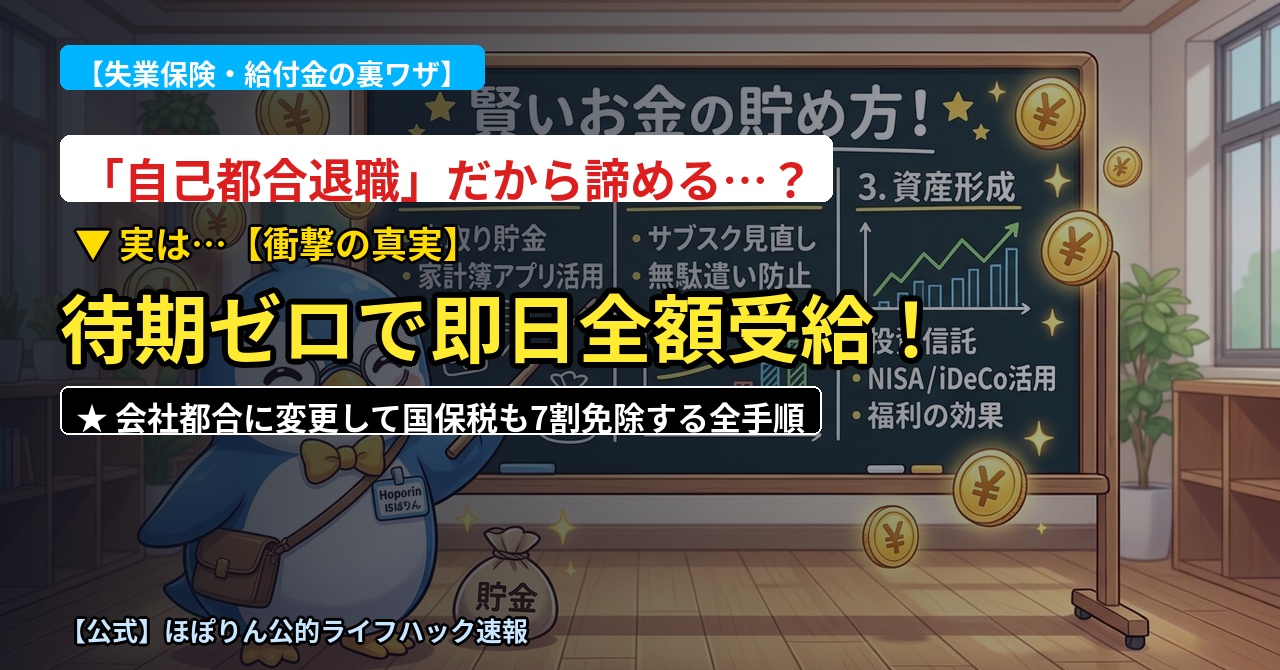 【失業保険・給付金の裏ワザ】
賢いお金の貯め方!
「自己都合退職」だから諦める…？
3. 資産形成
▼ 実は…【衝撃の真実】
取り貯金
・サブスク見直し
・家計簿アプリ活用
・無駄遣い防止
待期ゼロで即日全額受給！
投資信託
・NISA/iDeCo活用
・福利の効果
★ 会社都合に変更して国保税も7割免除する全手順
Hoporin
貯金
【公式】ほぽりん公的ライフハック速報